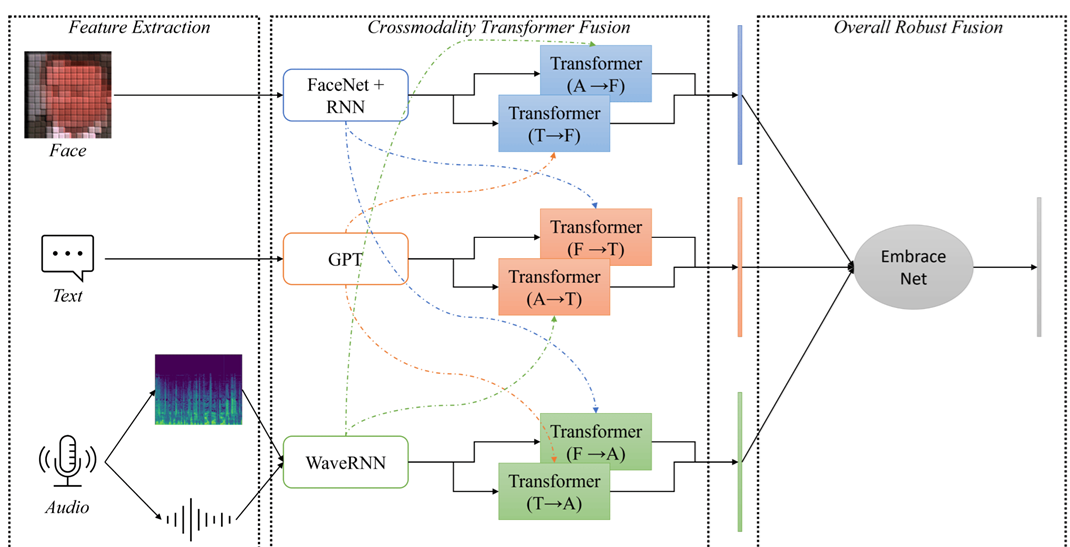 Feature Extraction
Crossmodality Transformer Fusion
Overall Robust Fusion
Face
FaceNet +
RNN
Transformer
(A →F)
Transformer
(T→F)
Text
GPT
Transformer
(F →T)
Transformer
(A→T)
Embrace
Net
Audio
WaveRNN
Transformer
(F →A)
Transformer
(T→A)